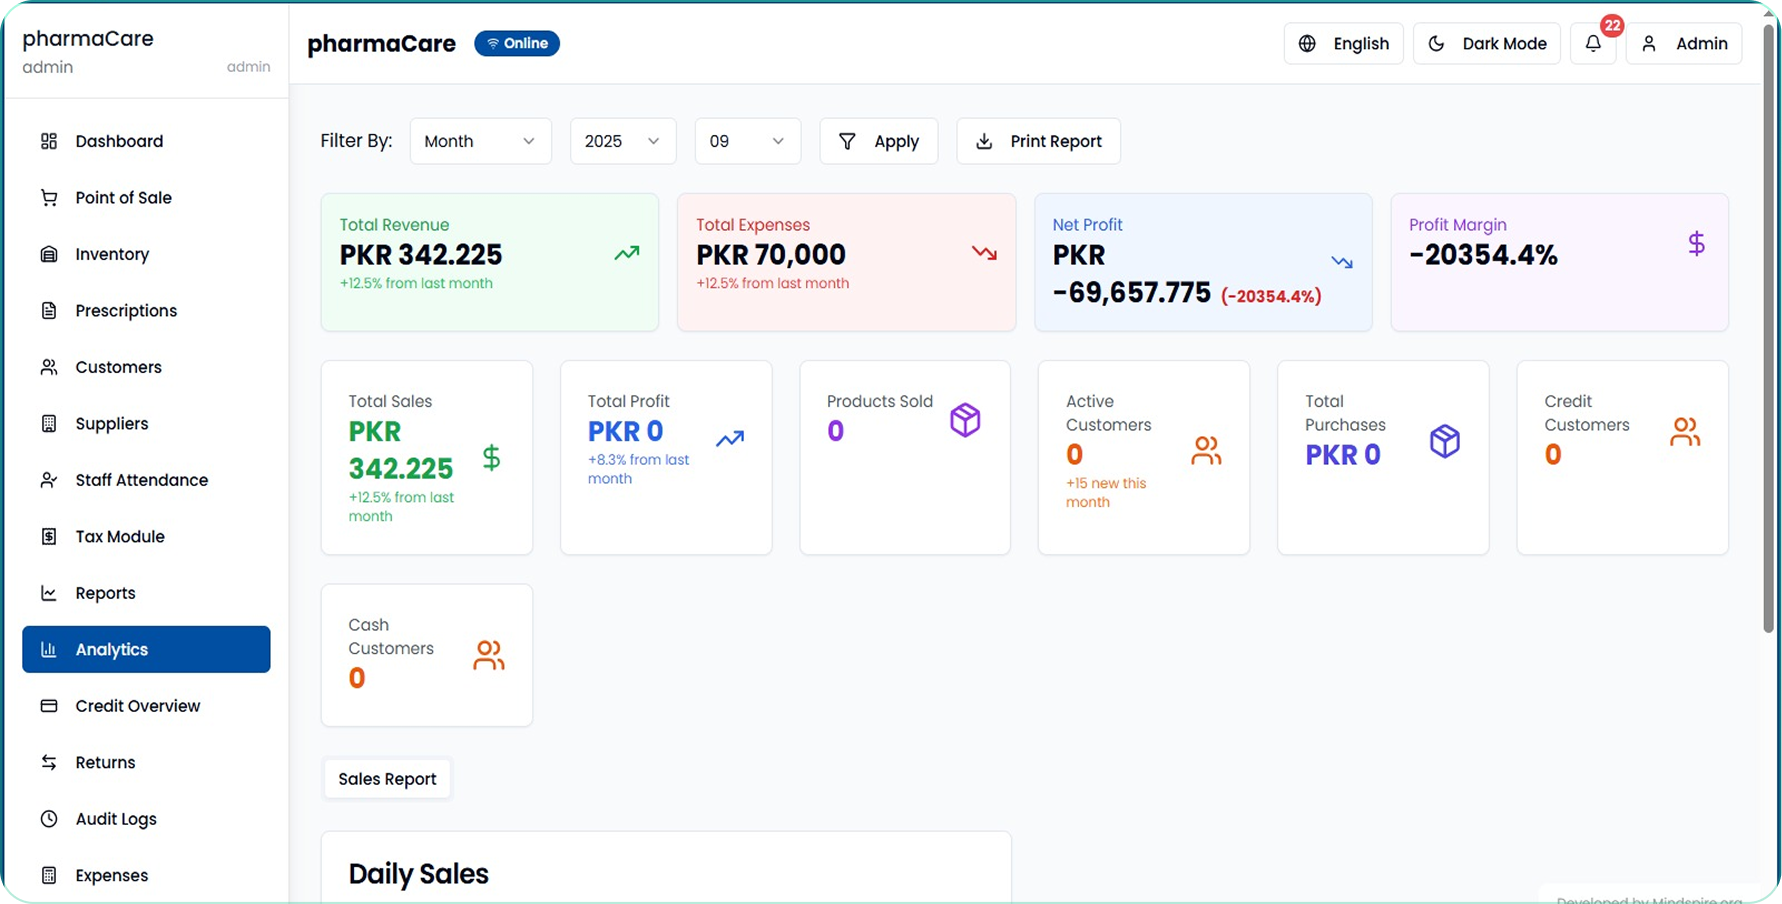 pharmaCare
admin
admin
Dashboard
Point of Sale
Inventory
Prescriptions
Customers
Suppliers
Staff Attendance
Tax Module
Reports
Analytics
Credit Overview
Returns
Audit Logs
Expenses
pharmaCare
Online
English
Dark Mode
22
Admin
Filter By:
Month
2025
09
Apply
Print Report
Total Revenue
PKR 342.225
+12.5% from last month
Total Expenses
PKR 70,000
+12.5% from last month
Net Profit
PKR
-69,657.775 (-20354.4%)
Profit Margin
-20354.4%
Total Sales
PKR
342.225
+12.5% from last
month
Total Profit
PKR 0
+8.3% from last
month
Products Sold
0
Active
Customers
0
+15 new this
month
Total
Purchases
PKR 0
Credit
Customers
0
Cash
Customers
0
Sales Report
Daily Sales
Developed by Mindspire.org